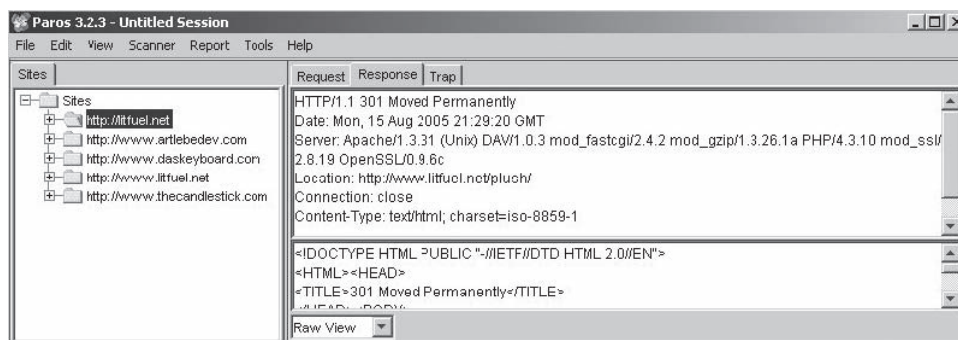 Paros 3.2.3 - Untitled Session
File Edit View Scanner Report Tools Help
Sites
Sites
http://litfuel.net
http://www.artlebedev.com
http://www.daskeyboard.com
http://www.litfuel.net
http://www.thecandlestick.com
Request Response Trap
HTTP/1.1 301 Moved Permanently
Date: Mon, 15 Aug 2005 21:29:20 GMT
Server: Apache/1.3.31 (Unix) DAV/1.0.3 mod_fastcgi/2.4.2 mod_gzip/1.3.26.1a PHP/4.3.10 mod_ssl/
2.8.19 OpenSSL/0.9.6c
Location: http://www.litfuel.net/plush/
Connection: close
Content-Type: text/html; charset=iso-8859-1
<!DOCTYPE HTML PUBLIC "-//IETF//DTD HTML 2.0//EN">
<HTML><HEAD>
<TITLE>301 Moved Permanently</TITLE>
</HEAD><BODY>
Raw View